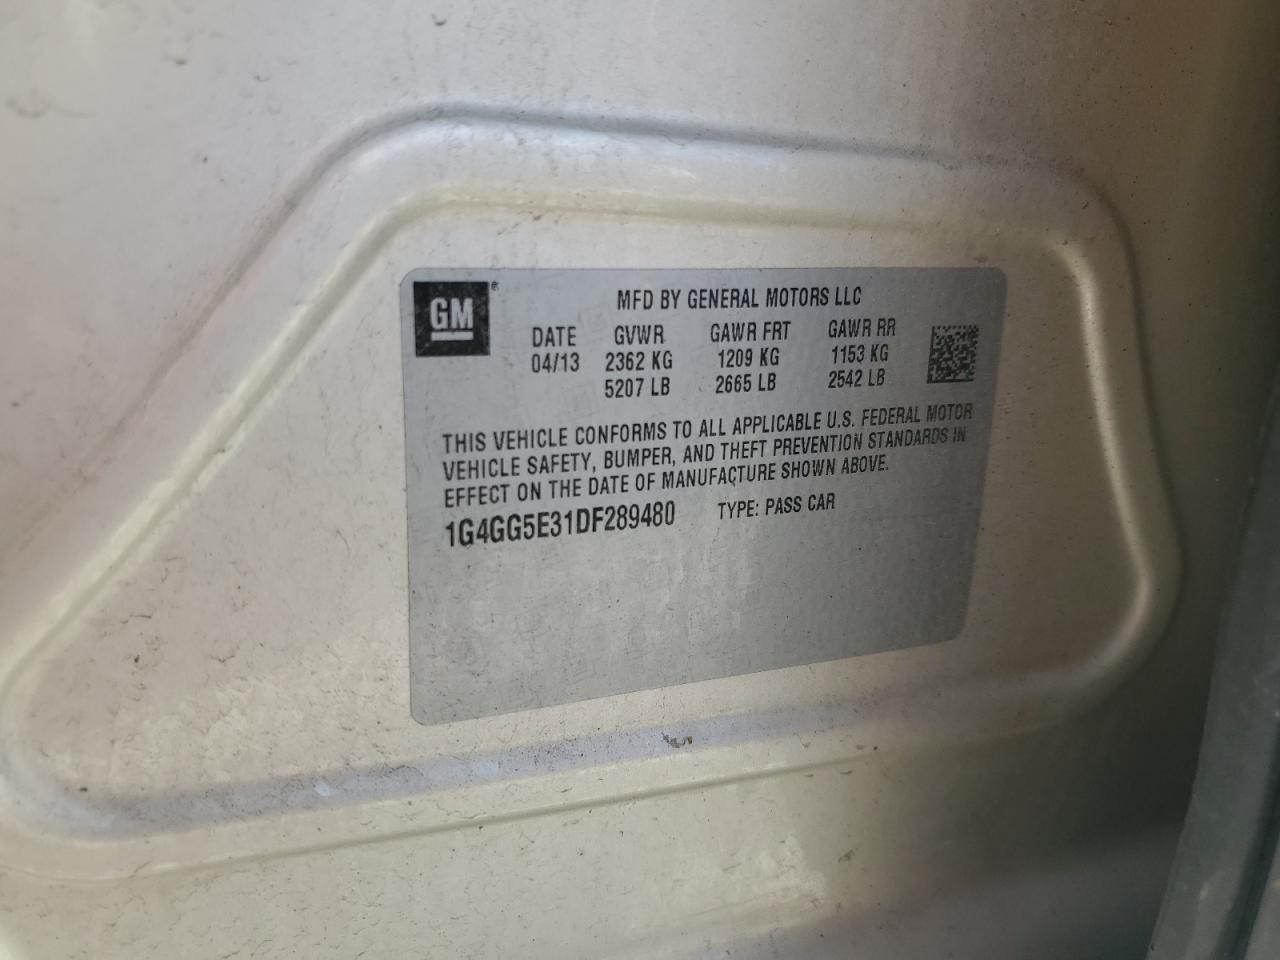 GM®
MFD BY GENERAL MOTORS LLC
DATE GVWR GAWR FRT GAWR RR
04/13 2362 KG 1209 KG 1153 KG
5207 LB 2665 LB 2542 LB
THIS VEHICLE CONFORMS TO ALL APPLICABLE U.S. FEDERAL MOTOR
VEHICLE SAFETY, BUMPER, AND THEFT PREVENTION STANDARDS IN
EFFECT ON THE DATE OF MANUFACTURE SHOWN ABOVE.
1G4GG5E31DF289480 TYPE: PASS CAR